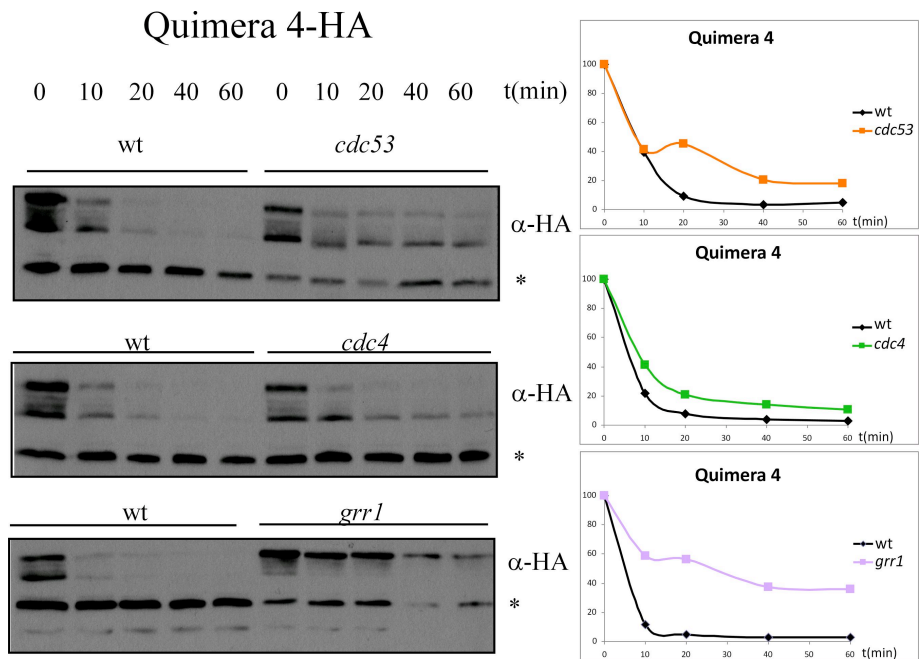 Quimera 4-HA
0 10 20 40 60 0 10 20 40 60 t(min)
wt cdc53
α-HA
*
wt cdc4
α-HA
*
wt grr1
α-HA
*
Quimera 4
100
80
60
40
20
0
0 10 20 30 40 50 60 t(min)
wt
cdc53
Quimera 4
100
80
60
40
20
0
0 10 20 30 40 50 60 t(min)
wt
cdc4
Quimera 4
100
80
60
40
20
0
0 10 20 30 40 50 60 t(min)
wt
grr1